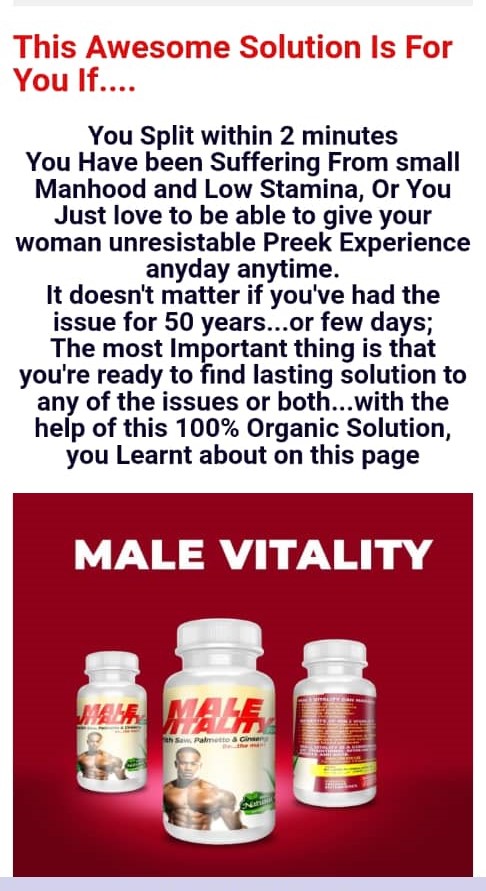 This Awesome Solution Is For
You If....
You Split within 2 minutes
You Have been Suffering From small
Manhood and Low Stamina, Or You
Just love to be able to give your
woman unresistable Preek Experience
anyday anytime.
It doesn't matter if you've had the
issue for 50 years...or few days;
The most Important thing is that
you're ready to find lasting solution to
any of the issues or both...with the
help of this 100% Organic Solution,
you Learnt about on this page
MALE VITALITY
MALE
VITALITY
MALE
VITALITY
With Saw, Palmetto & Ginseng
Natural